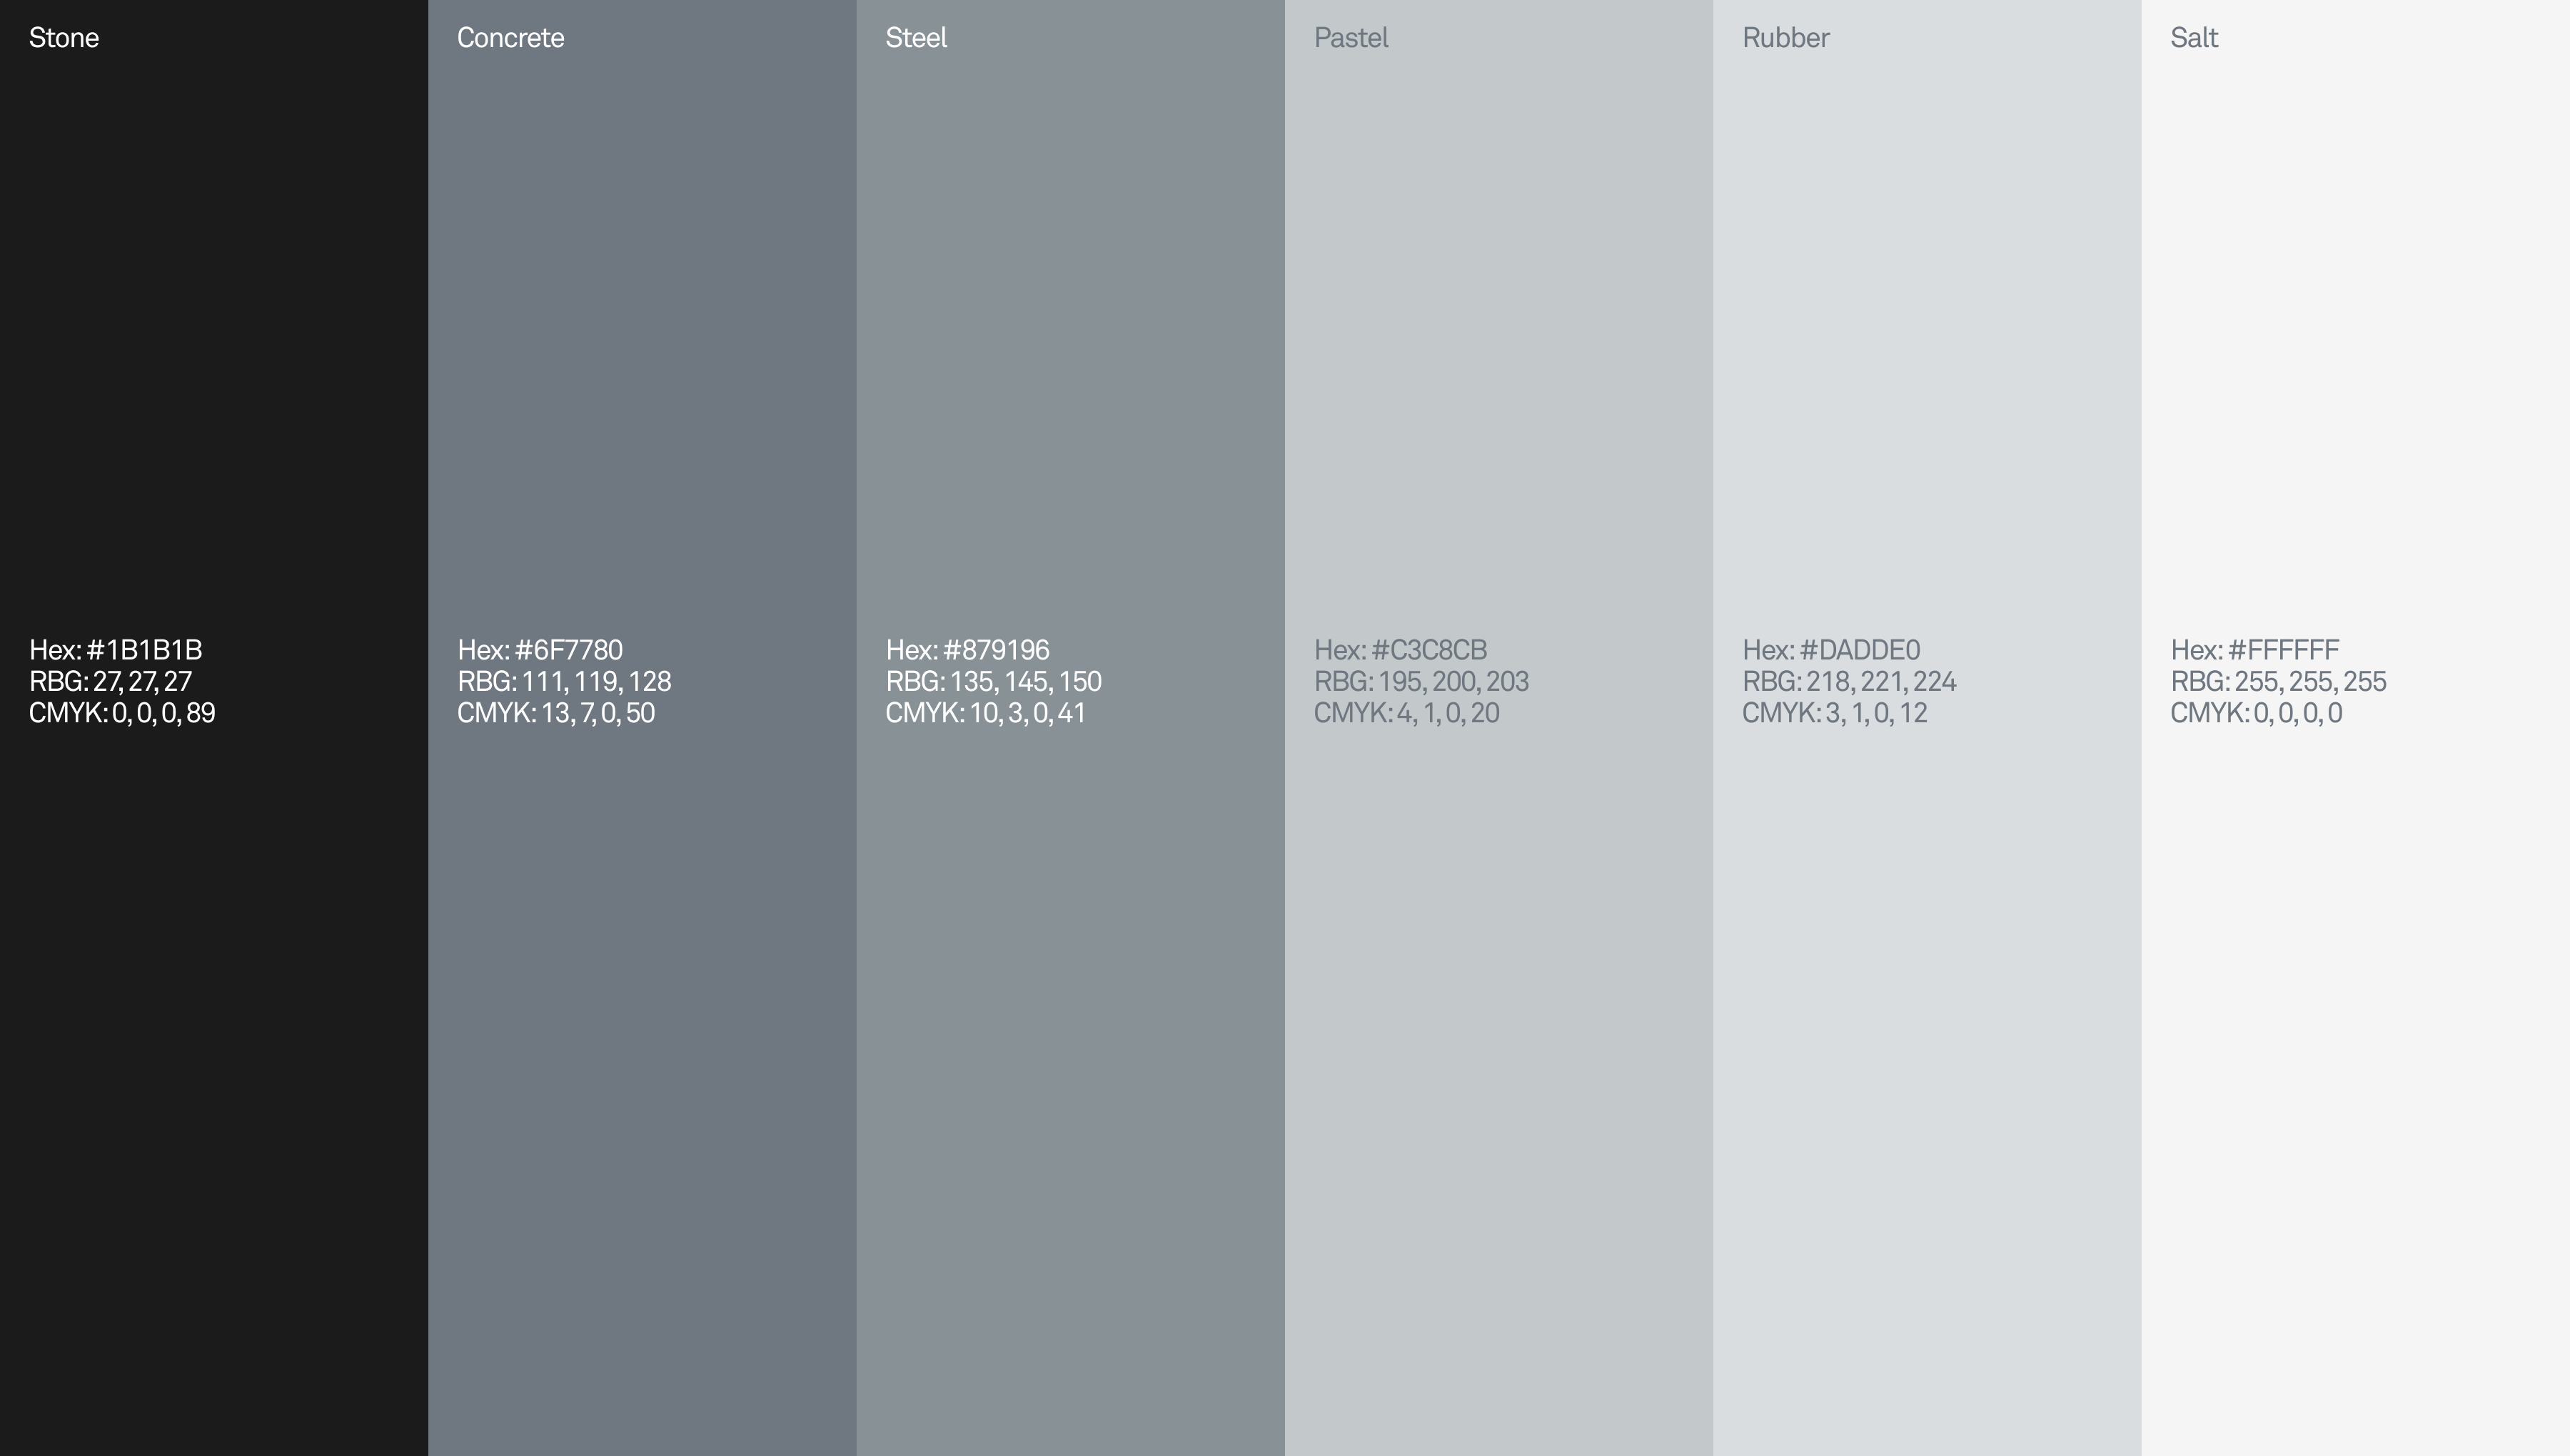 Stone
Hex: #1B1B1B
RBG: 27, 27, 27
CMYK: 0, 0, 0, 89
Concrete
Hex: #6F7780
RBG: 111, 119, 128
CMYK: 13, 7, 0, 50
Steel
Hex: #879196
RBG: 135, 145, 150
CMYK: 10, 3, 0, 41
Pastel
Hex: #C3C8CB
RBG: 195, 200, 203
CMYK: 4, 1, 0, 20
Rubber
Hex: #DADDE0
RBG: 218, 221, 224
CMYK: 3, 1, 0, 12
Salt
Hex: #FFFFFF
RBG: 255, 255, 255
CMYK: 0, 0, 0, 0